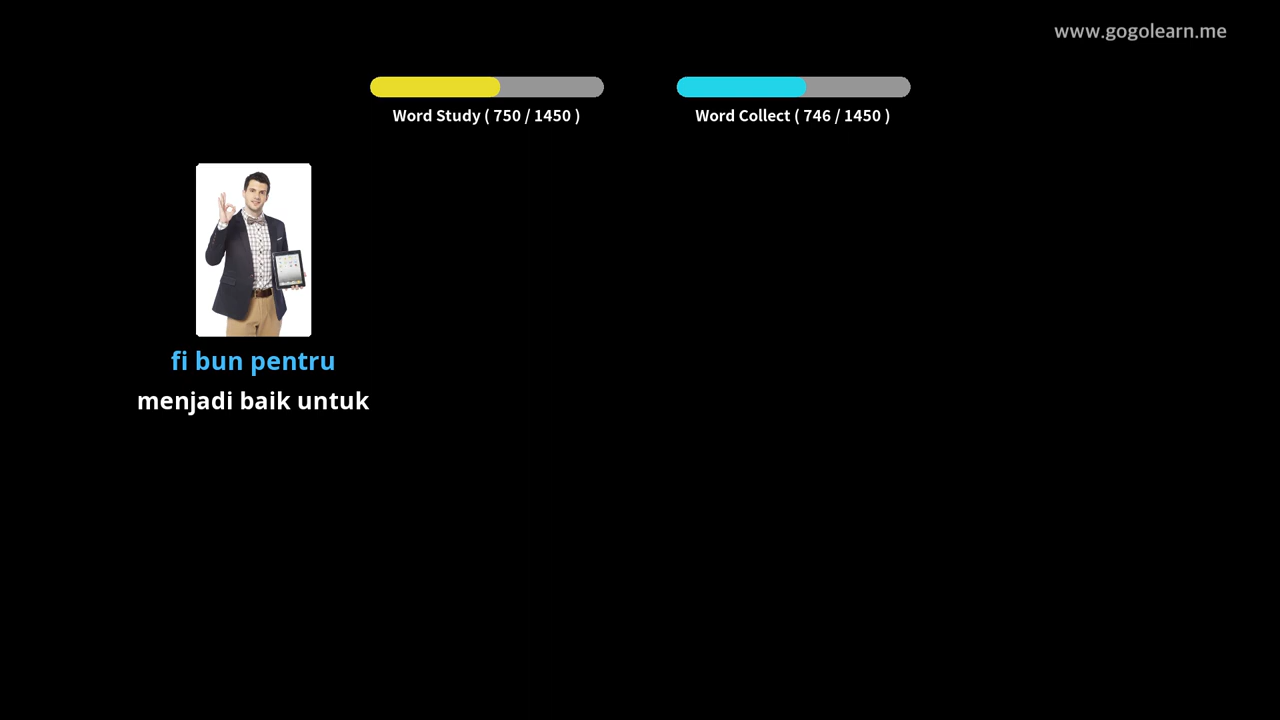 www.gogolearn.me
Word Study ( 750 / 1450 )
Word Collect ( 746 / 1450 )
fi bun pentru
menjadi baik untuk